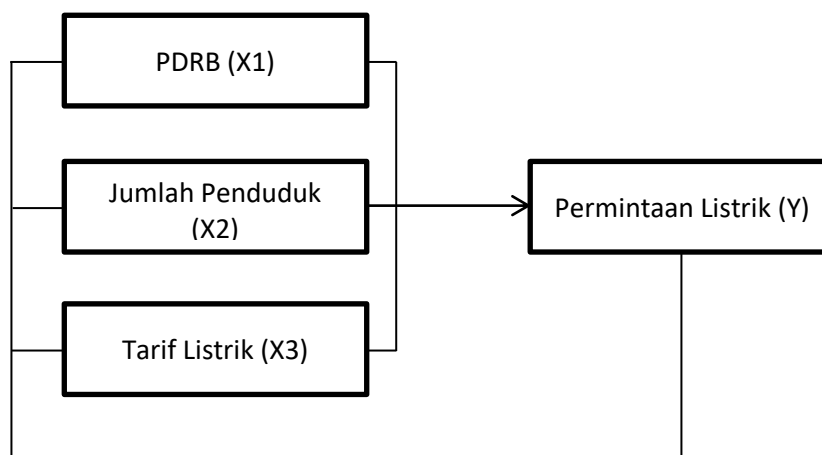 PDRB (X1)
Jumlah Penduduk
(X2)
Permintaan Listrik (Y)
Tarif Listrik (X3)